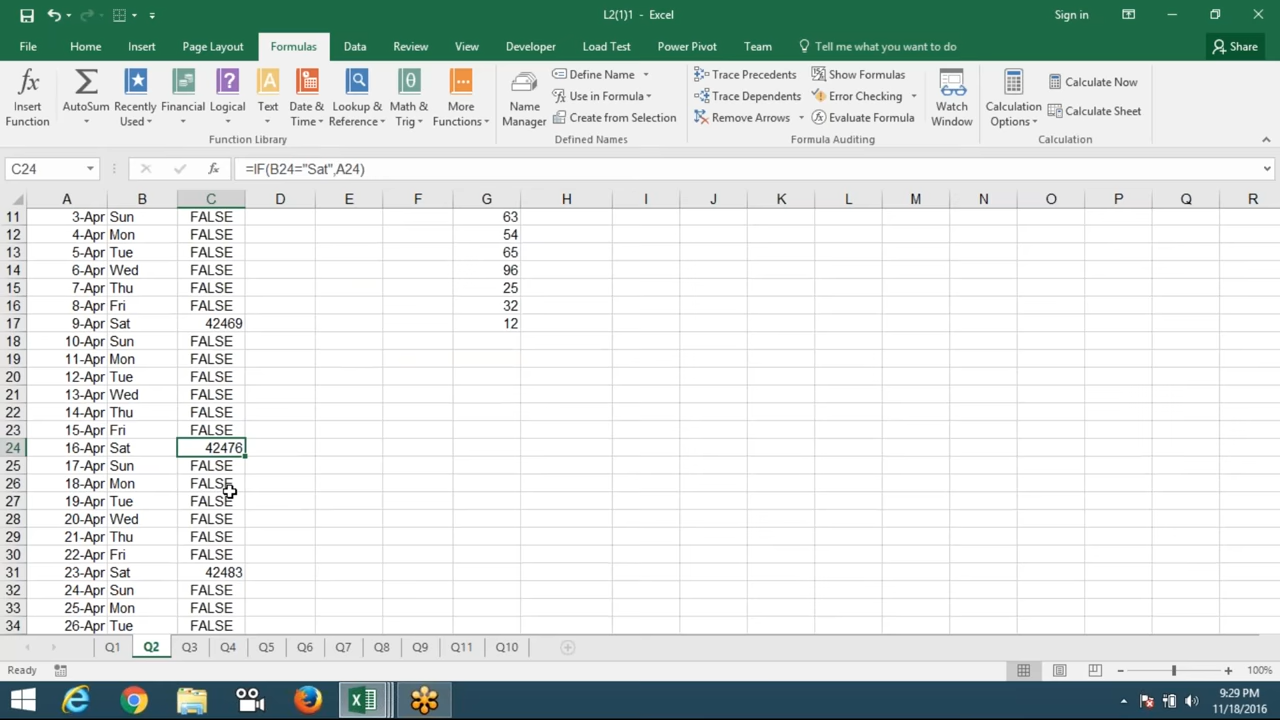 L2(1)1 - Excel
Sign in
File Home Insert Page Layout Formulas Data Review View Developer Load Test Power Pivot Team Tell me what you want to do Share
Insert Function
AutoSum
Recently Used
Financial
Logical
Text
Date & Time
Lookup & Reference
Math & Trig
More Functions
Function Library
Name Manager
Define Name
Use in Formula
Create from Selection
Defined Names
Trace Precedents
Trace Dependents
Remove Arrows
Show Formulas
Error Checking
Evaluate Formula
Formula Auditing
Watch Window
Calculation Options
Calculate Now
Calculate Sheet
Calculation
C24 fx =IF(B24="Sat",A24)
A B C D E F G H I J K L M N O P Q R
11 3-Apr Sun FALSE 63
12 4-Apr Mon FALSE 54
13 5-Apr Tue FALSE 65
14 6-Apr Wed FALSE 96
15 7-Apr Thu FALSE 25
16 8-Apr Fri FALSE 32
17 9-Apr Sat 42469 12
18 10-Apr Sun FALSE
19 11-Apr Mon FALSE
20 12-Apr Tue FALSE
21 13-Apr Wed FALSE
22 14-Apr Thu FALSE
23 15-Apr Fri FALSE
24 16-Apr Sat 42476
25 17-Apr Sun FALSE
26 18-Apr Mon FALSE
27 19-Apr Tue FALSE
28 20-Apr Wed FALSE
29 21-Apr Thu FALSE
30 22-Apr Fri FALSE
31 23-Apr Sat 42483
32 24-Apr Sun FALSE
33 25-Apr Mon FALSE
34 26-Apr Tue FALSE
Q1 Q2 Q3 Q4 Q5 Q6 Q7 Q8 Q9 Q11 Q10
Ready 100%
9:29 PM
11/18/2016